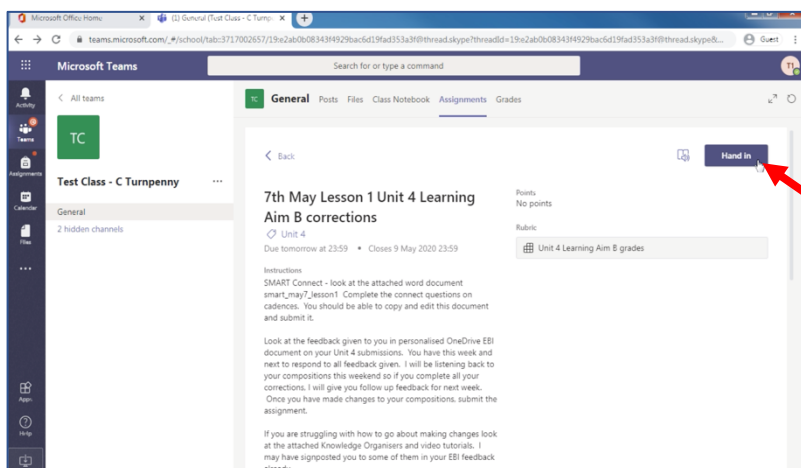 Microsoft Office Home
(1) General (Test Class - C Turnp
teams.microsoft.com/_#/school/tab::3717002657/19:e2ab0b08343f4929bac6d19fad353a3f@thread.skype?threadId=19:e2ab0b08343f4929bac6d19fad353a3f@thread.skype&...
Guest
Microsoft Teams
Search for or type a command
T1
Activity
Teams
Assignments
Calendar
Files
...
Apps
Help
All teams
TC
Test Class - C Turnpenny
...
General
2 hidden channels
TC
General Posts Files Class Notebook Assignments Grades
Back
Hand in
7th May Lesson 1 Unit 4 Learning
Aim B corrections
Unit 4
Due tomorrow at 23:59 • Closes 9 May 2020 23:59
Instructions
SMART Connect - look at the attached word document
smart_may7_lesson1 Complete the connect questions on
cadences. You should be able to copy and edit this document
and submit it.
Look at the feedback given to you in personalised OneDrive EBI
document on your Unit 4 submissions. You have this week and
next to respond to all feedback given. I will be listening back to
your compositions this weekend so if you complete all your
corrections, I will give you follow up feedback for next week.
Once you have made changes to your compositions, submit the
assignment.
If you are struggling with how to go about making changes look
at the attached Knowledge Organisers and video tutorials. I
may have signposted you to some of them in your EBI feedback
already
Points
No points
Rubric
Unit 4 Learning Aim B grades